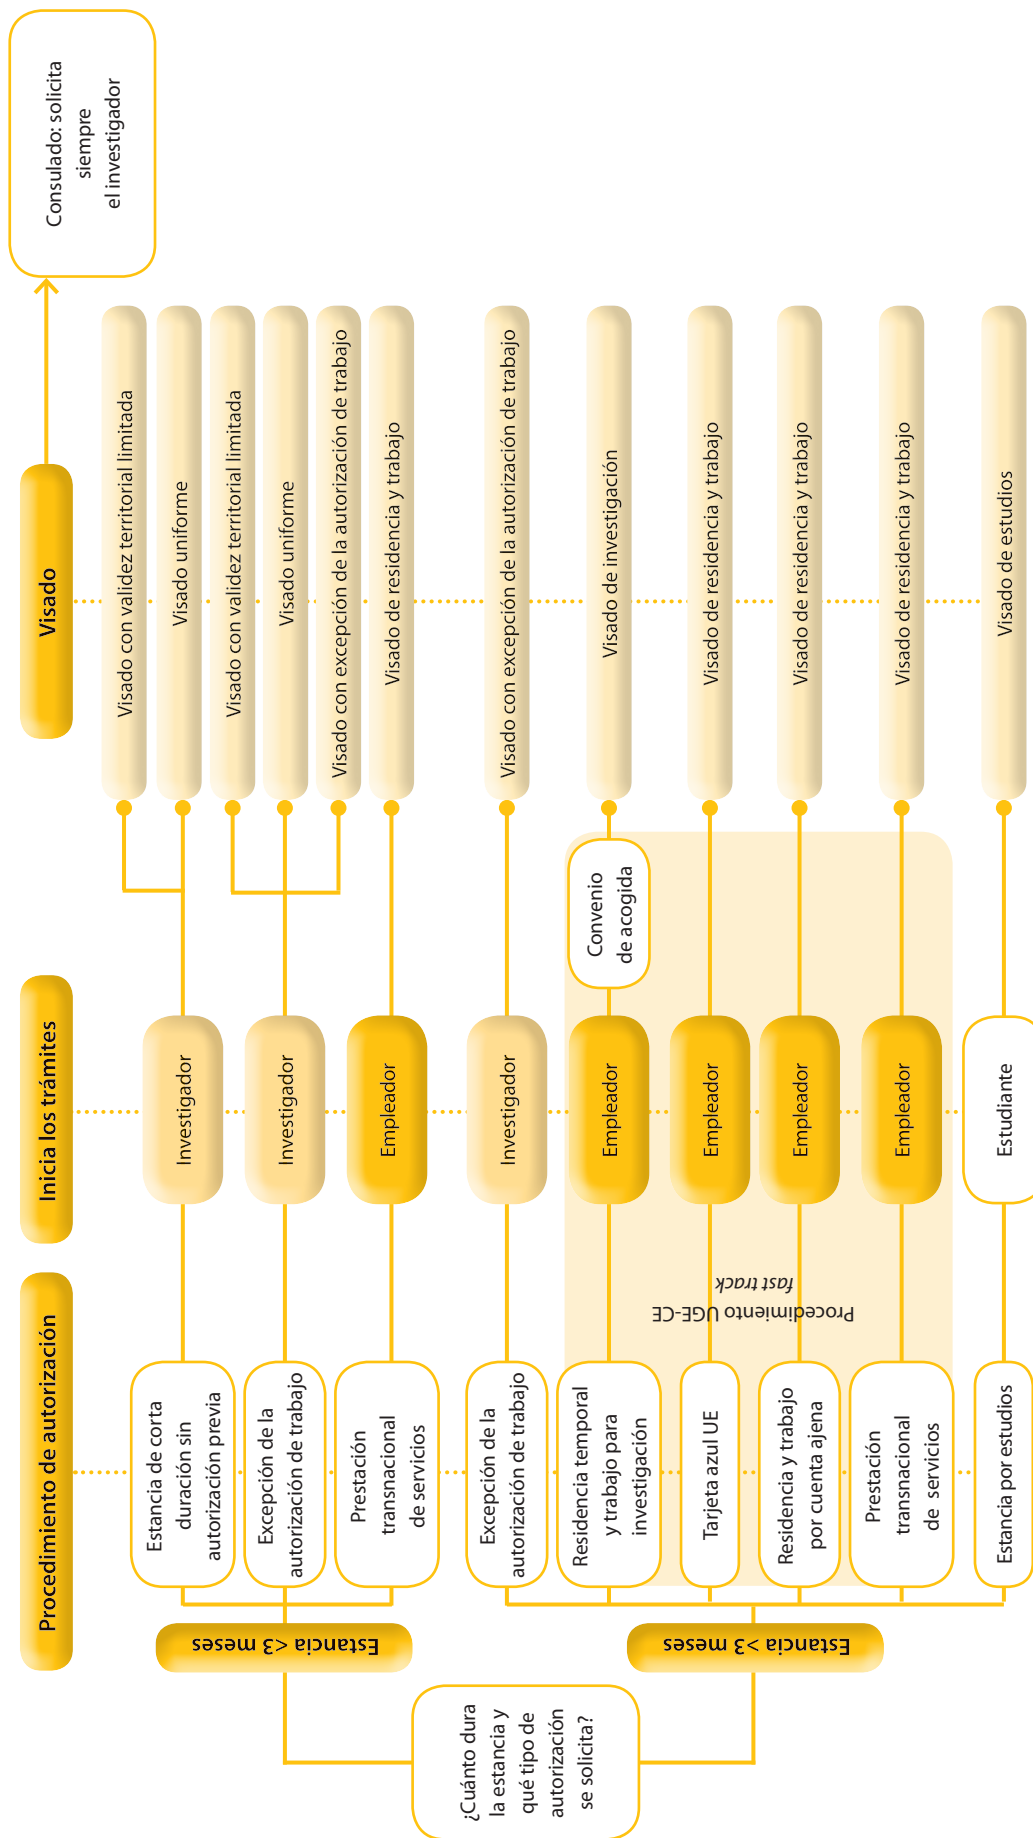 ¿Cuánto dura
la estancia y
qué tipo de
autorización
se solicita?
Estancia <3 meses
Estancia >3 meses
Procedimiento de autorización
Estancia de corta
duración sin
autorización previa
Excepción de la
autorización de trabajo
Prestación
transnacional
de servicios
Excepción de la
autorización de trabajo
Residencia temporal
y trabajo para
investigación
Tarjeta azul UE
Residencia y trabajo
por cuenta ajena
Prestación
transnacional
de servicios
Estancia por estudios
Procedimiento UGE-CE
fast track
Inicia los trámites
Investigador
Investigador
Empleador
Investigador
Empleador
Empleador
Empleador
Empleador
Estudiante
Convenio
de acogida
Visado
Visado con validez territorial limitada
Visado uniforme
Visado con validez territorial limitada
Visado uniforme
Visado con excepción de la autorización de trabajo
Visado de residencia y trabajo
Visado con excepción de la autorización de trabajo
Visado de investigación
Visado de residencia y trabajo
Visado de residencia y trabajo
Visado de residencia y trabajo
Visado de estudios
Consulado: solicita
siempre
el investigador